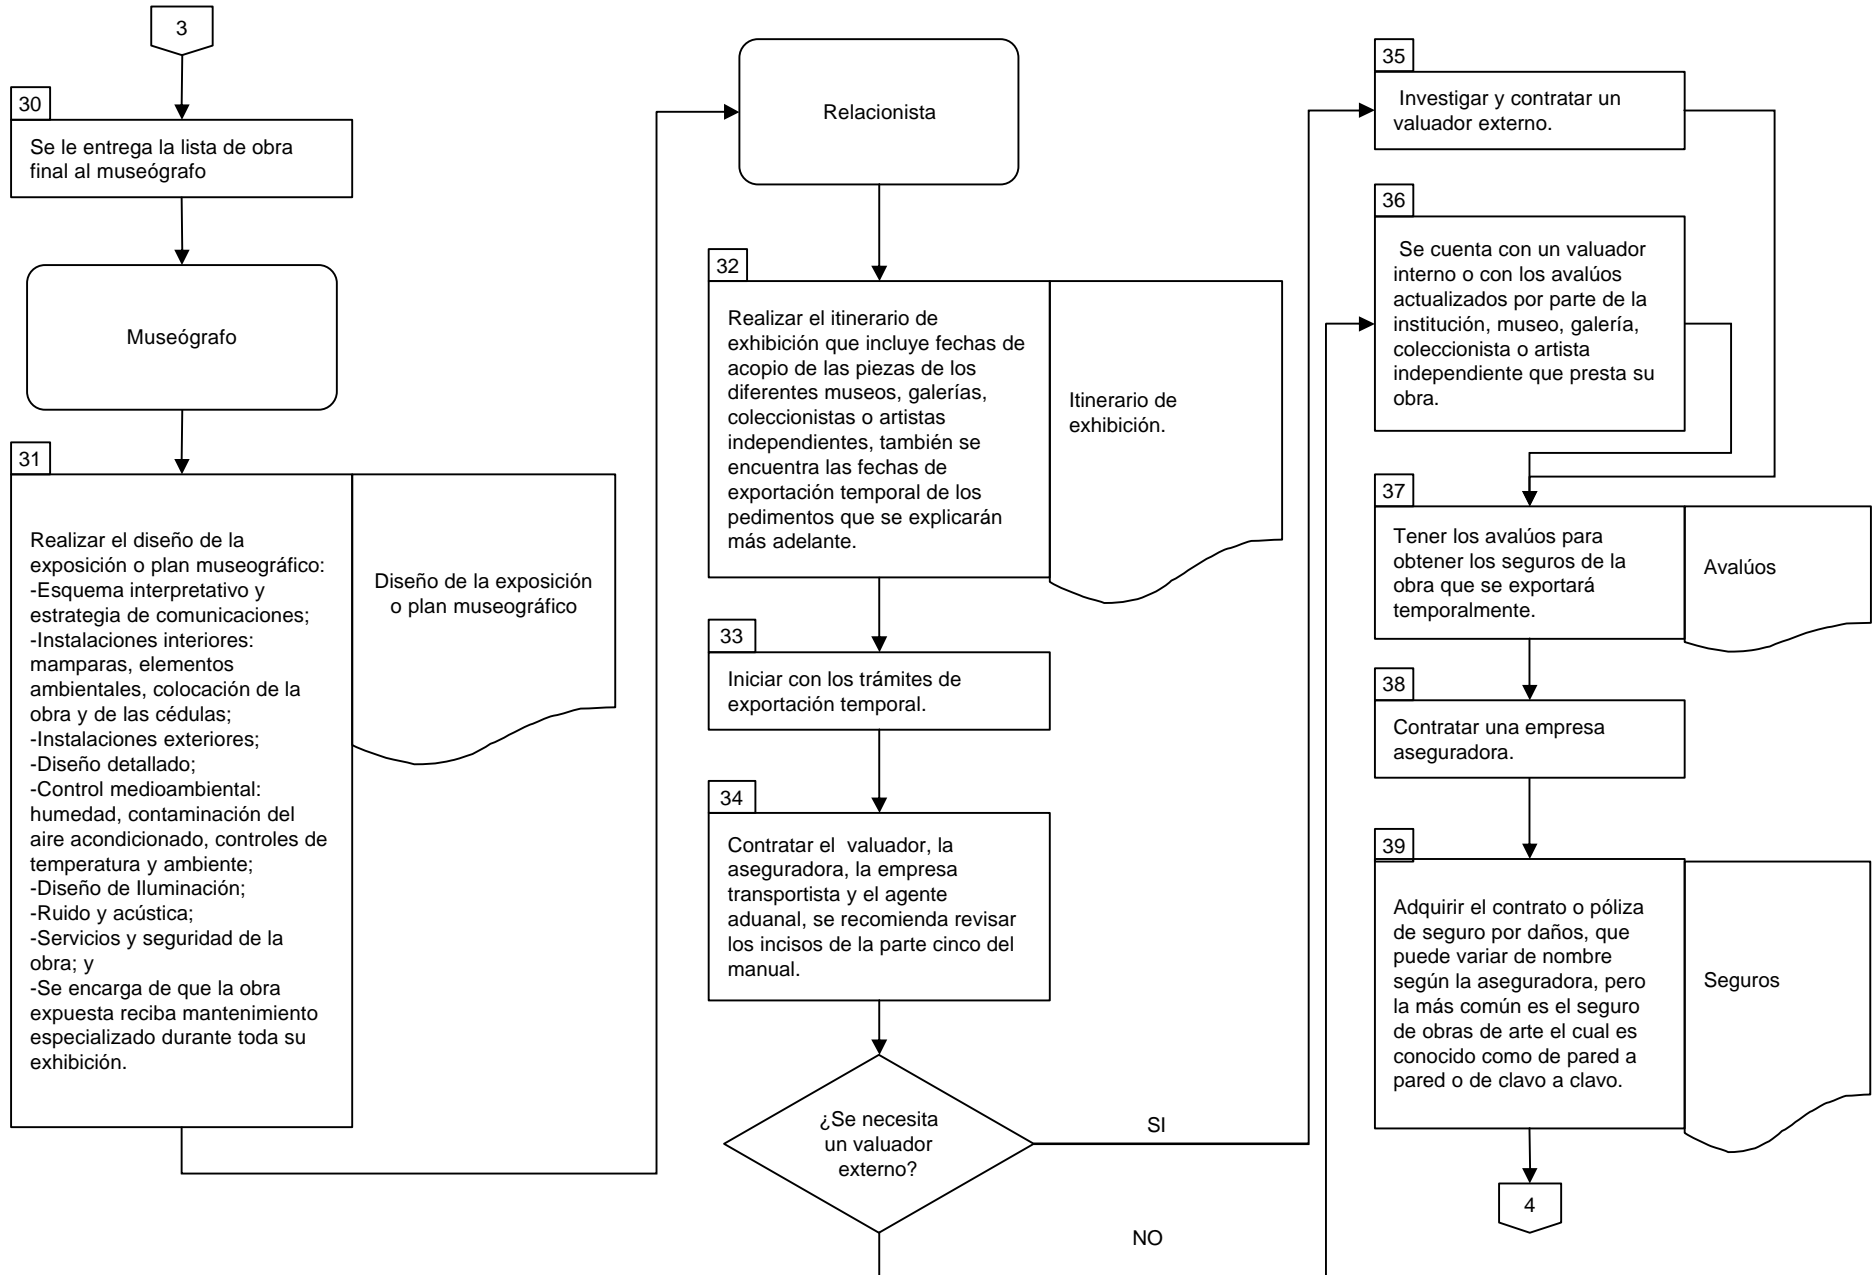 3
30
Se le entrega la lista de obra
final al museógrafo
Museógrafo
31
Realizar el diseño de la
exposición o plan museográfico:
-Esquema interpretativo y
estrategia de comunicaciones;
-Instalaciones interiores:
mamparas, elementos
ambientales, colocación de la
obra y de las cédulas;
-Instalaciones exteriores;
-Diseño detallado;
-Control medioambiental:
humedad, contaminación del
aire acondicionado, controles de
temperatura y ambiente;
-Diseño de Iluminación;
-Ruido y acústica;
-Servicios y seguridad de la
obra; y
-Se encarga de que la obra
expuesta reciba mantenimiento
especializado durante toda su
exhibición.
Diseño de la exposición
o plan museográfico
Relacionista
32
Realizar el itinerario de
exhibición que incluye fechas de
acopio de las piezas de los
diferentes museos, galerías,
coleccionistas o artistas
independientes, también se
encuentra las fechas de
exportación temporal de los
pedimentos que se explicarán
más adelante.
Itinerario de
exhibición.
33
Iniciar con los trámites de
exportación temporal.
34
Contratar el valuador, la
aseguradora, la empresa
transportista y el agente
aduanal, se recomienda revisar
los incisos de la parte cinco del
manual.
¿Se necesita
un valuador
externo?
SI
NO
35
Investigar y contratar un
valuador externo.
36
Se cuenta con un valuador
interno o con los avalúos
actualizados por parte de la
institución, museo, galería,
coleccionista o artista
independiente que presta su
obra.
37
Tener los avalúos para
obtener los seguros de la
obra que se exportará
temporalmente.
Avalúos
38
Contratar una empresa
aseguradora.
39
Adquirir el contrato o póliza
de seguro por daños, que
puede variar de nombre
según la aseguradora, pero
la más común es el seguro
de obras de arte el cual es
conocido como de pared a
pared o de clavo a clavo.
Seguros
4